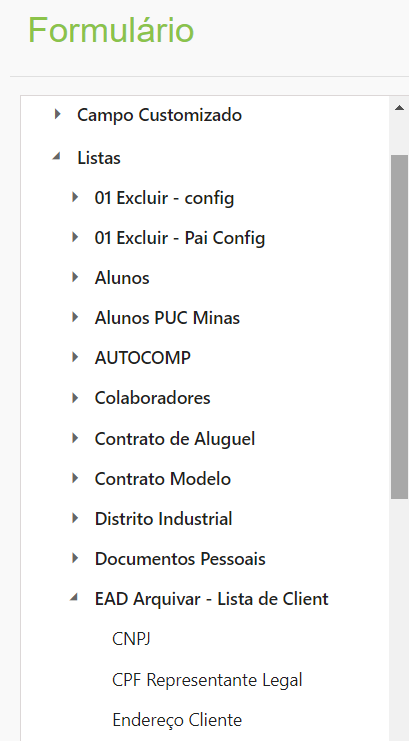 Formulário
Campo Customizado
Listas
01 Excluir - config
01 Excluir - Pai Config
Alunos
Alunos PUC Minas
AUTOCOMP
Colaboradores
Contrato de Aluguel
Contrato Modelo
Distrito Industrial
Documentos Pessoais
EAD Arquivar - Lista de Client
CNPJ
CPF Representante Legal
Endereço Cliente